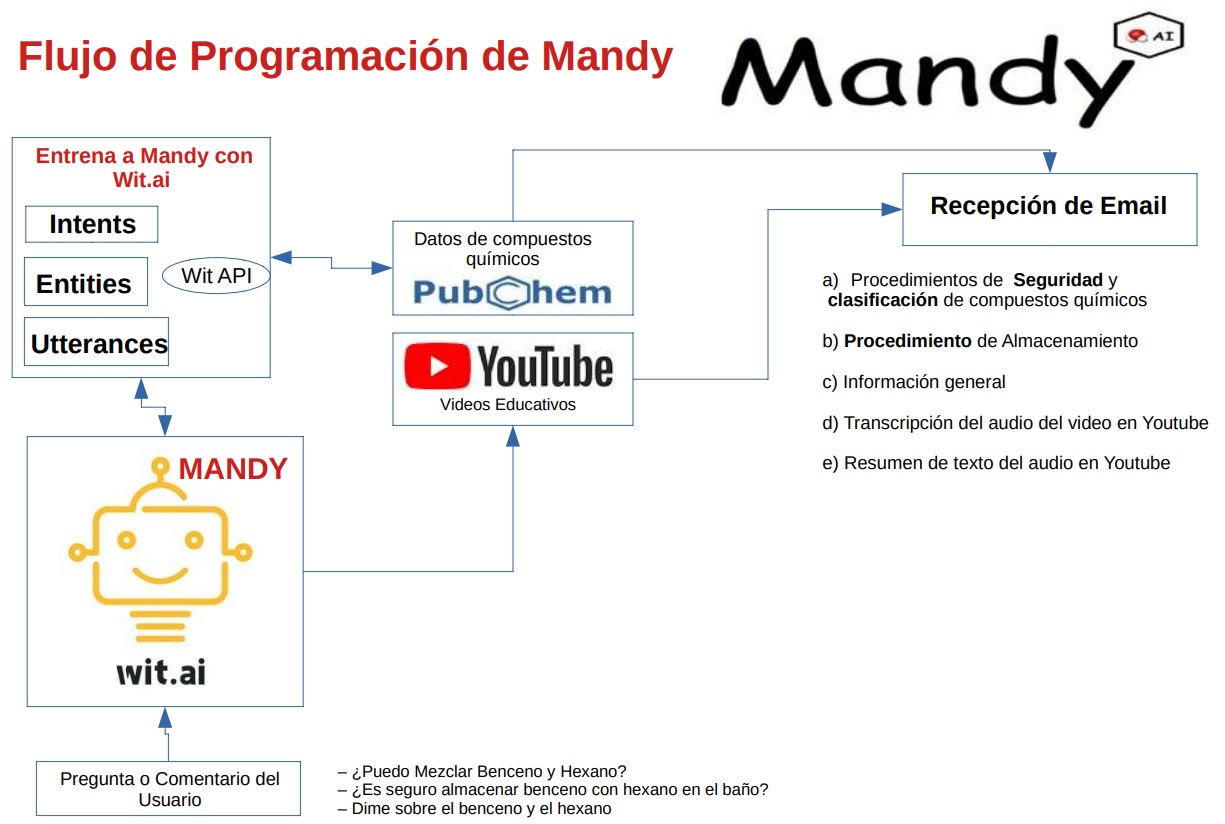 Flujo de Programación de Mandy
Mandy
AI
Entrena a Mandy con
Wit.ai
Intents
Entities
Wit API
Utterances
Datos de compuestos
químicos
PubChem
YouTube
Videos Educativos
Recepción de Email
a) Procedimientos de Seguridad y
clasificación de compuestos químicos
b) Procedimiento de Almacenamiento
c) Información general
d) Transcripción del audio del video en Youtube
e) Resumen de texto del audio en Youtube
MANDY
wit.ai
Pregunta o Comentario del
Usuario
– ¿Puedo Mezclar Benceno y Hexano?
– ¿Es seguro almacenar benceno con hexano en el baño?
– Dime sobre el benceno y el hexano